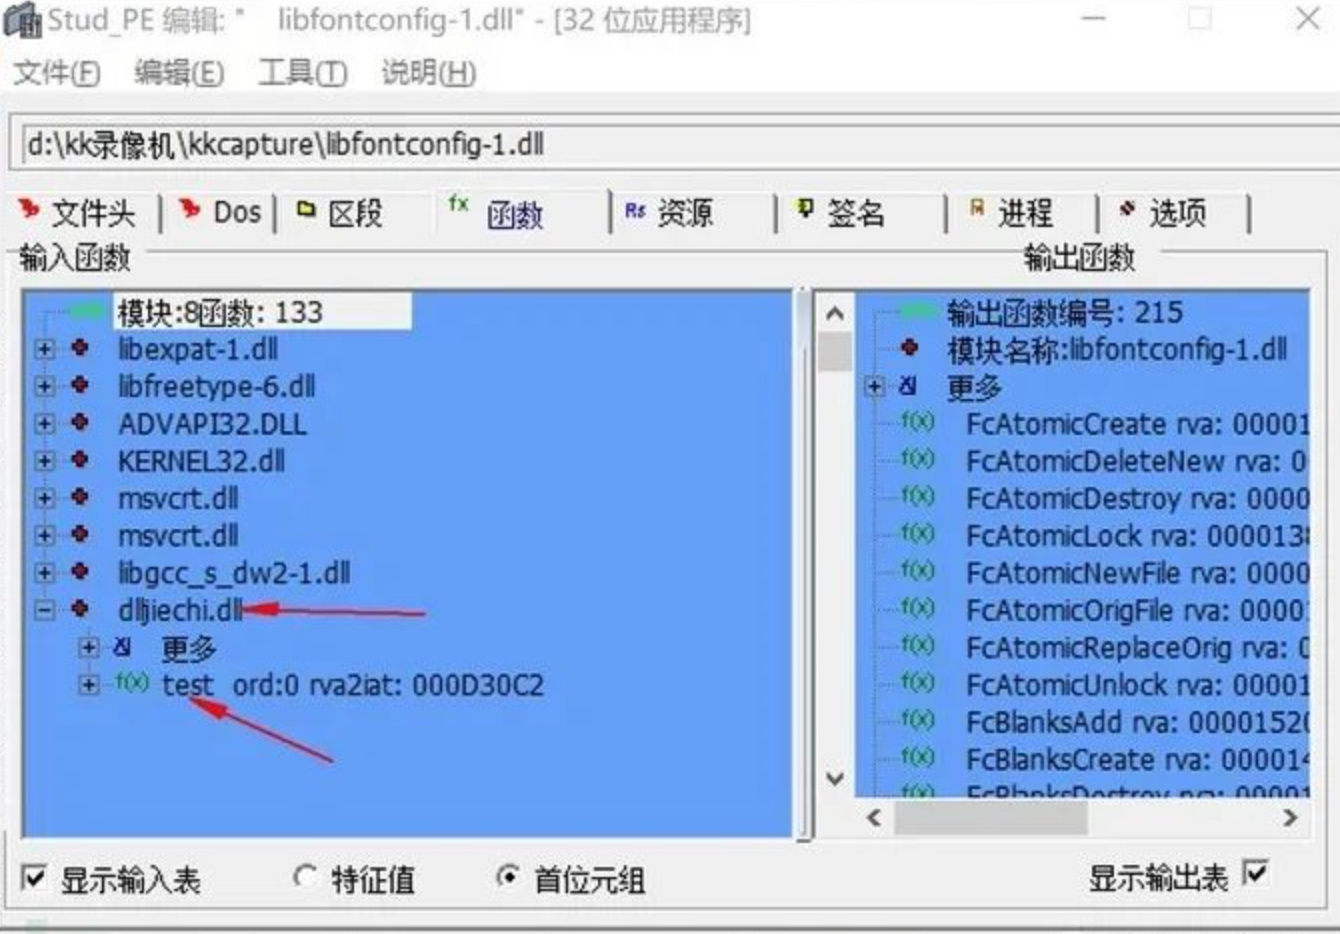 Stud_PE 编辑: " libfontconfig-1.dll" - [32 位应用程序]
文件(F) 编辑(E) 工具(T) 说明(H)
d:\kk录像机\kkcapture\libfontconfig-1.dll
文件头 Dos 区段 fx 函数 Rs 资源 签名 进程 选项
输入函数
模块:8函数: 133
libexpat-1.dll
libfreetype-6.dll
ADVAPI32.DLL
KERNEL32.dll
msvcrt.dll
msvcrt.dll
libgcc_s_dw2-1.dll
dlljiechi.dll
更多
f(x) test ord:0 rva2iat: 000D30C2
输出函数
输出函数编号: 215
模块名称:libfontconfig-1.dll
更多
f(x) FcAtomicCreate rva: 00001
f(x) FcAtomicDeleteNew rva: 0
f(x) FcAtomicDestroy rva: 0000
f(x) FcAtomicLock rva: 000013
f(x) FcAtomicNewFile rva: 0000
f(x) FcAtomicOrigFile rva: 0000
f(x) FcAtomicReplaceOrig rva: 0
f(x) FcAtomicUnlock rva: 00001
f(x) FcBlanksAdd rva: 0000152
f(x) FcBlanksCreate rva: 00001
f(x) FcBlanksDestroy rva: 00001
显示输入表 特征值 首位元组 显示输出表